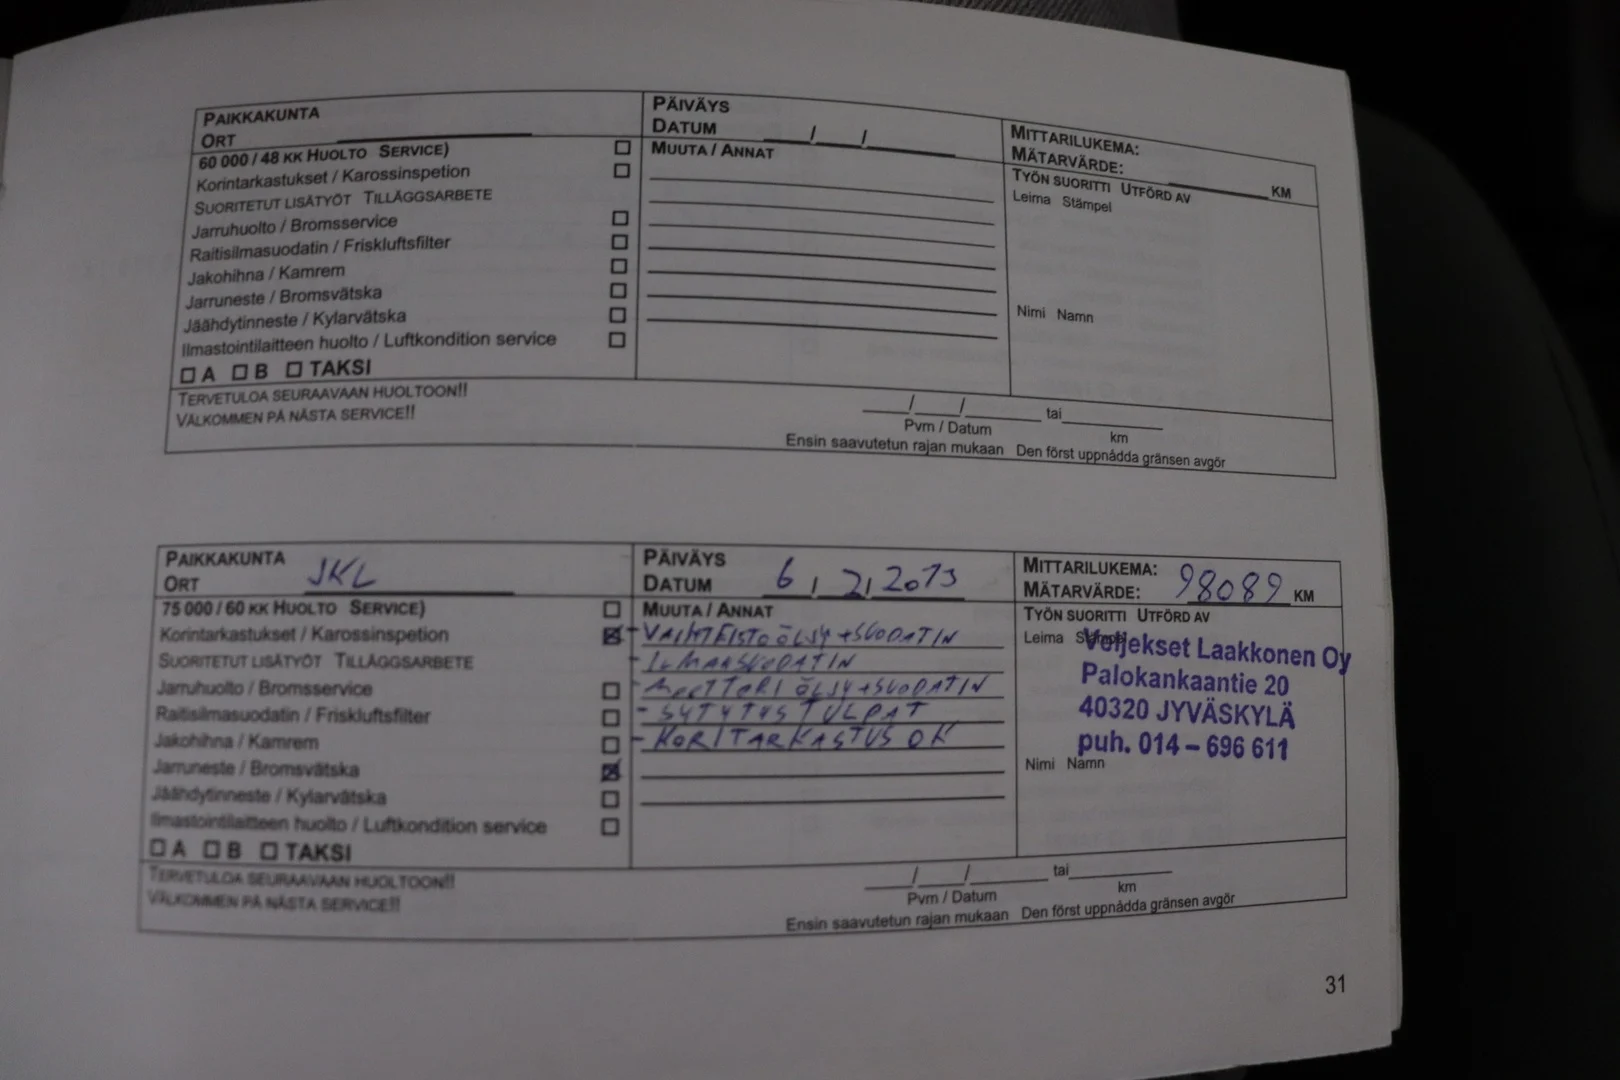 PAIKKAKUNTA
ORT
PÄIVÄYS
DATUM / /
MITTARILUKEMA:
MÄTARVÄRDE: KM
60 000 / 48 KK HUOLTO SERVICE) ☐
Korintarkastukset / Karossinspetion ☐
SUORITETUT LISÄTYÖT TILLÄGGSARBETE
Jarruhuolto / Bromsservice ☐
Raitisilmasuodatin / Friskluftsfilter ☐
Jakohihna / Kamrem ☐
Jarruneste / Bromsvätska ☐
Jäähdytinneste / Kylarvätska ☐
Ilmastointilaitteen huolto / Luftkondition service ☐
☐ A ☐ B ☐ TAKSI
MUUTA / ANNAT
TYÖN SUORITTI UTFÖRD AV
Leima Stämpel
Nimi Namn
TERVETULOA SEURAAVAAN HUOLTOON!!
VÄLKOMMEN PÅ NÄSTA SERVICE!!
/ / tai
Pvm / Datum km
Ensin saavutetun rajan mukaan Den först uppnådda gränsen avgör
PAIKKAKUNTA
ORT JKL
PÄIVÄYS
DATUM 6 / 2 / 2013
MITTARILUKEMA:
MÄTARVÄRDE: 98089 KM
75 000 / 60 KK HUOLTO SERVICE) ☐
Korintarkastukset / Karossinspetion ☒
SUORITETUT LISÄTYÖT TILLÄGGSARBETE
Jarruhuolto / Bromsservice ☐
Raitisilmasuodatin / Friskluftsfilter ☐
Jakohihna / Kamrem ☐
Jarruneste / Bromsvätska ☒
Jäähdytinneste / Kylarvätska ☐
Ilmastointilaitteen huolto / Luftkondition service ☐
☐ A ☐ B ☐ TAKSI
MUUTA / ANNAT
- VAIHTEISTOÖLJY + SUODATIN
- ILMANSUODATIN
- MOOTTORI ÖLJY + SUODATIN
- SYTYTYSTULPAT
- KORITARKASTUS OK
TYÖN SUORITTI UTFÖRD AV
Leima Stämpel
Veljekset Laakkonen Oy
Palokankaantie 20
40320 JYVÄSKYLÄ
puh. 014 – 696 611
Nimi Namn
TERVETULOA SEURAAVAAN HUOLTOON!!
VÄLKOMMEN PÅ NÄSTA SERVICE!!
/ / tai
Pvm / Datum km
Ensin saavutetun rajan mukaan Den först uppnådda gränsen avgör
31